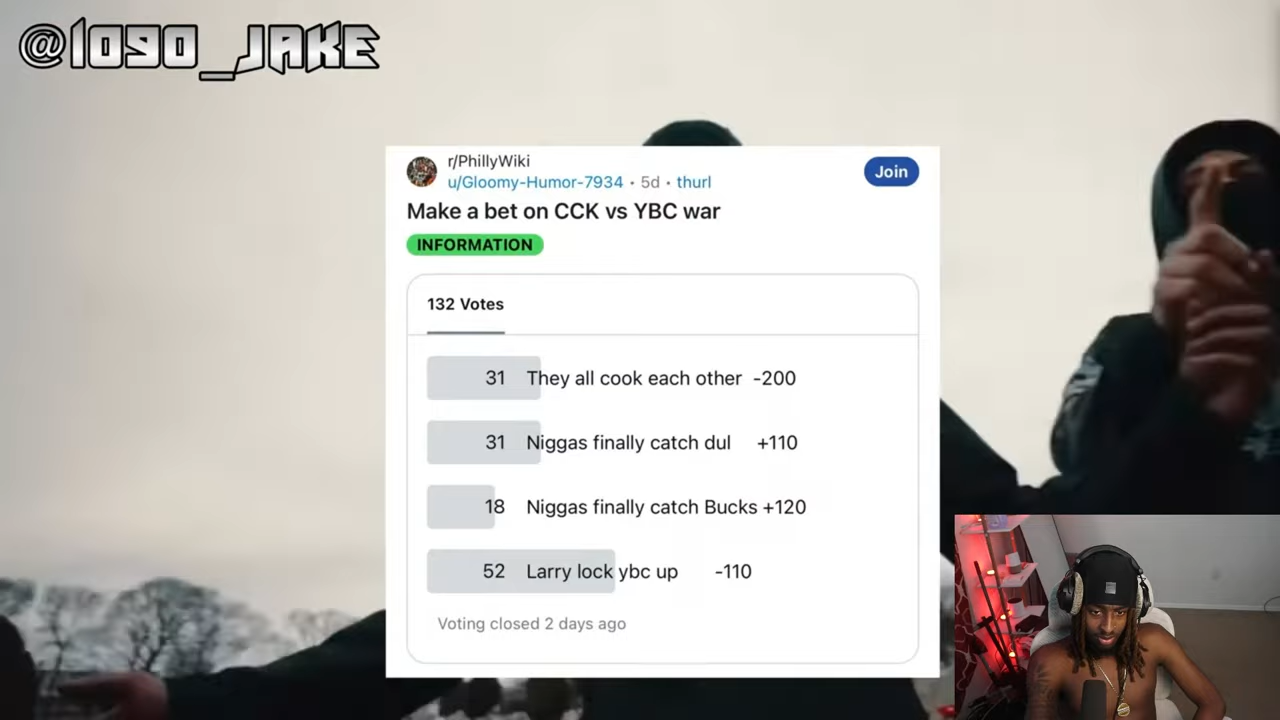 @1090_JAKE
r/PhillyWiki
u/Gloomy-Humor-7934 • 5d • thurl
Join
Make a bet on CCK vs YBC war
INFORMATION
132 Votes
31 They all cook each other -200
31 Niggas finally catch dul +110
18 Niggas finally catch Bucks +120
52 Larry lock ybc up -110
Voting closed 2 days ago